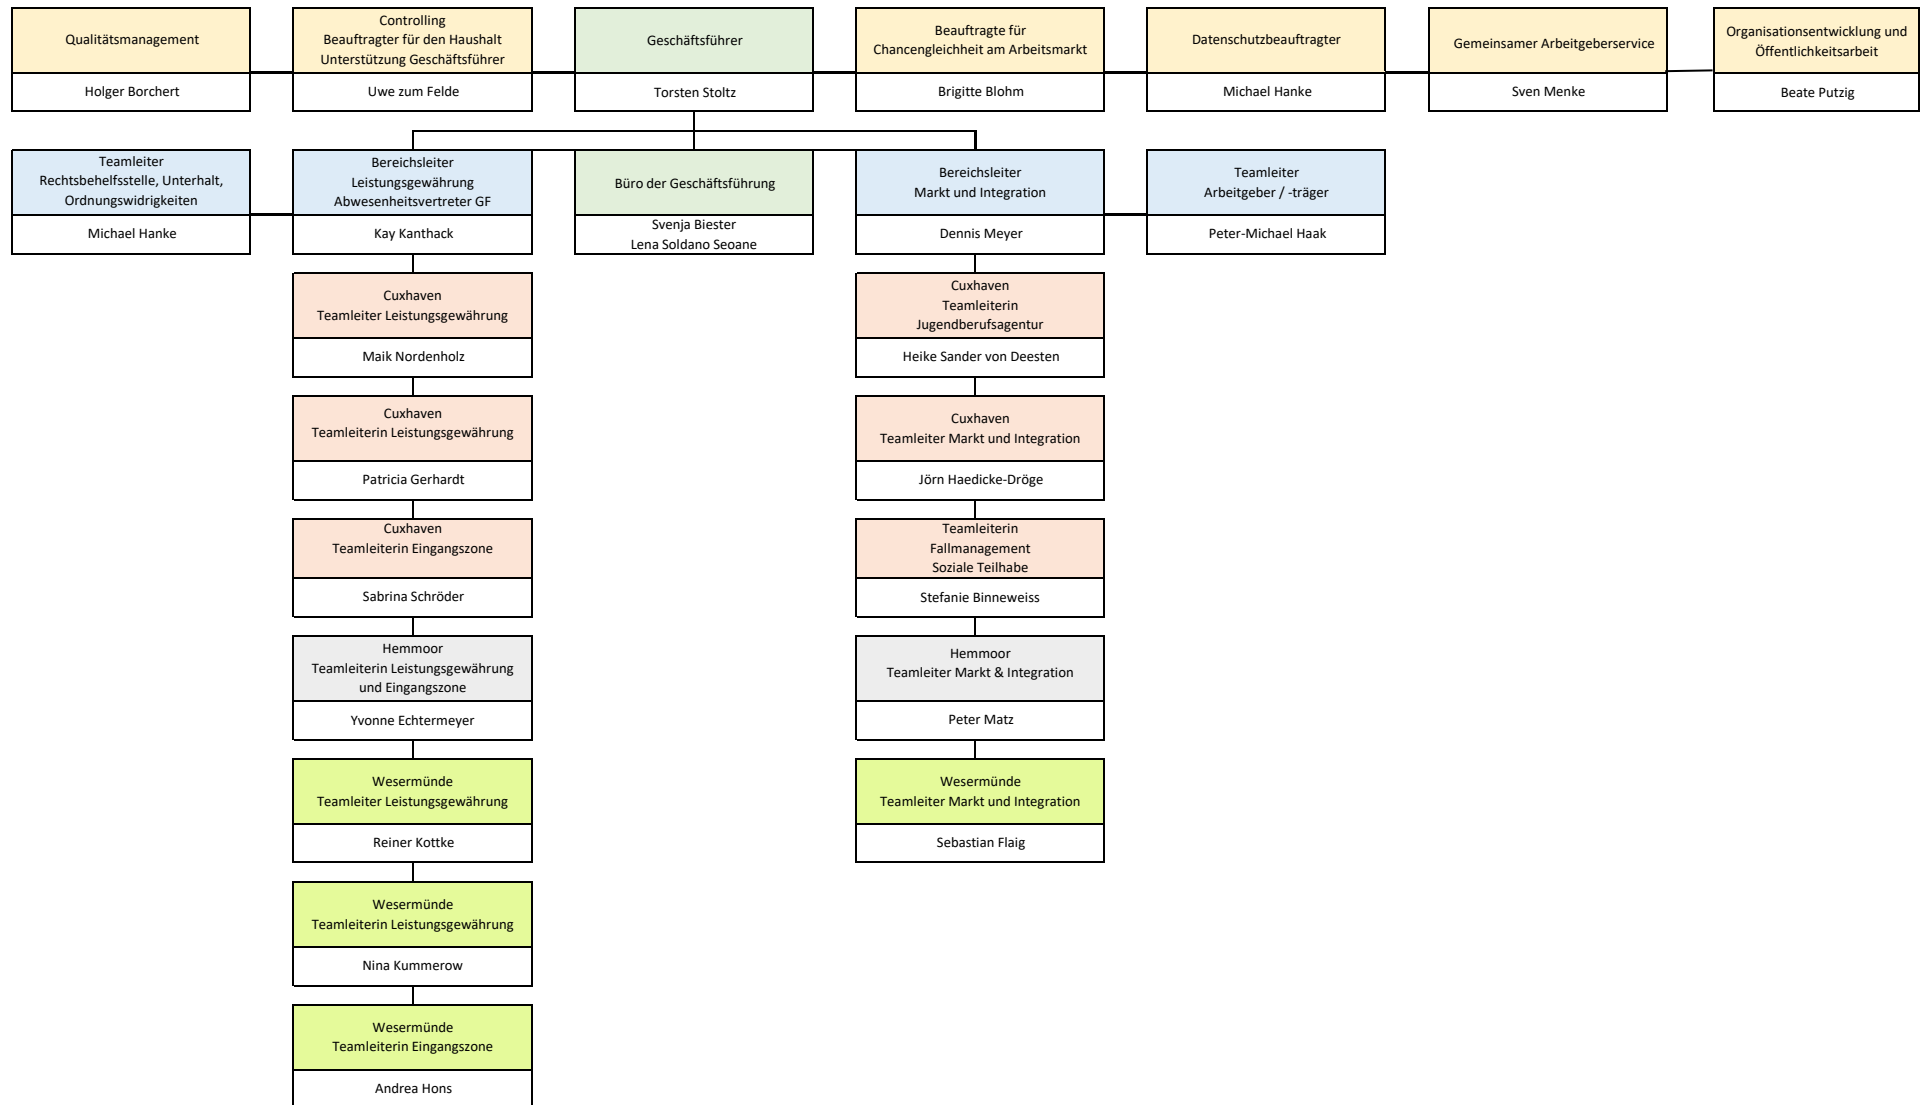 Qualitätsmanagement
Holger Borchert
Controlling
Beauftragter für den Haushalt
Unterstützung Geschäftsführer
Uwe zum Felde
Geschäftsführer
Torsten Stoltz
Beauftragte für
Chancengleichheit am Arbeitsmarkt
Brigitte Blohm
Datenschutzbeauftragter
Michael Hanke
Gemeinsamer Arbeitgeberservice
Sven Menke
Organisationsentwicklung und
Öffentlichkeitsarbeit
Beate Putzig
Teamleiter
Rechtsbehelfsstelle, Unterhalt,
Ordnungswidrigkeiten
Michael Hanke
Bereichsleiter
Leistungsgewährung
Abwesenheitsvertreter GF
Kay Kanthack
Büro der Geschäftsführung
Svenja Biester
Lena Soldano Seoane
Bereichsleiter
Markt und Integration
Dennis Meyer
Teamleiter
Arbeitgeber / -träger
Peter-Michael Haak
Cuxhaven
Teamleiter Leistungsgewährung
Maik Nordenholz
Cuxhaven
Teamleiterin Leistungsgewährung
Patricia Gerhardt
Cuxhaven
Teamleiterin Eingangszone
Sabrina Schröder
Hemmoor
Teamleiterin Leistungsgewährung
und Eingangszone
Yvonne Echtermeyer
Wesermünde
Teamleiter Leistungsgewährung
Reiner Kottke
Wesermünde
Teamleiterin Leistungsgewährung
Nina Kummerow
Wesermünde
Teamleiterin Eingangszone
Andrea Hons
Cuxhaven
Teamleiterin
Jugendberufsagentur
Heike Sander von Deesten
Cuxhaven
Teamleiter Markt und Integration
Jörn Haedicke-Dröge
Teamleiterin
Fallmanagement
Soziale Teilhabe
Stefanie Binneweiss
Hemmoor
Teamleiter Markt & Integration
Peter Matz
Wesermünde
Teamleiter Markt und Integration
Sebastian Flaig